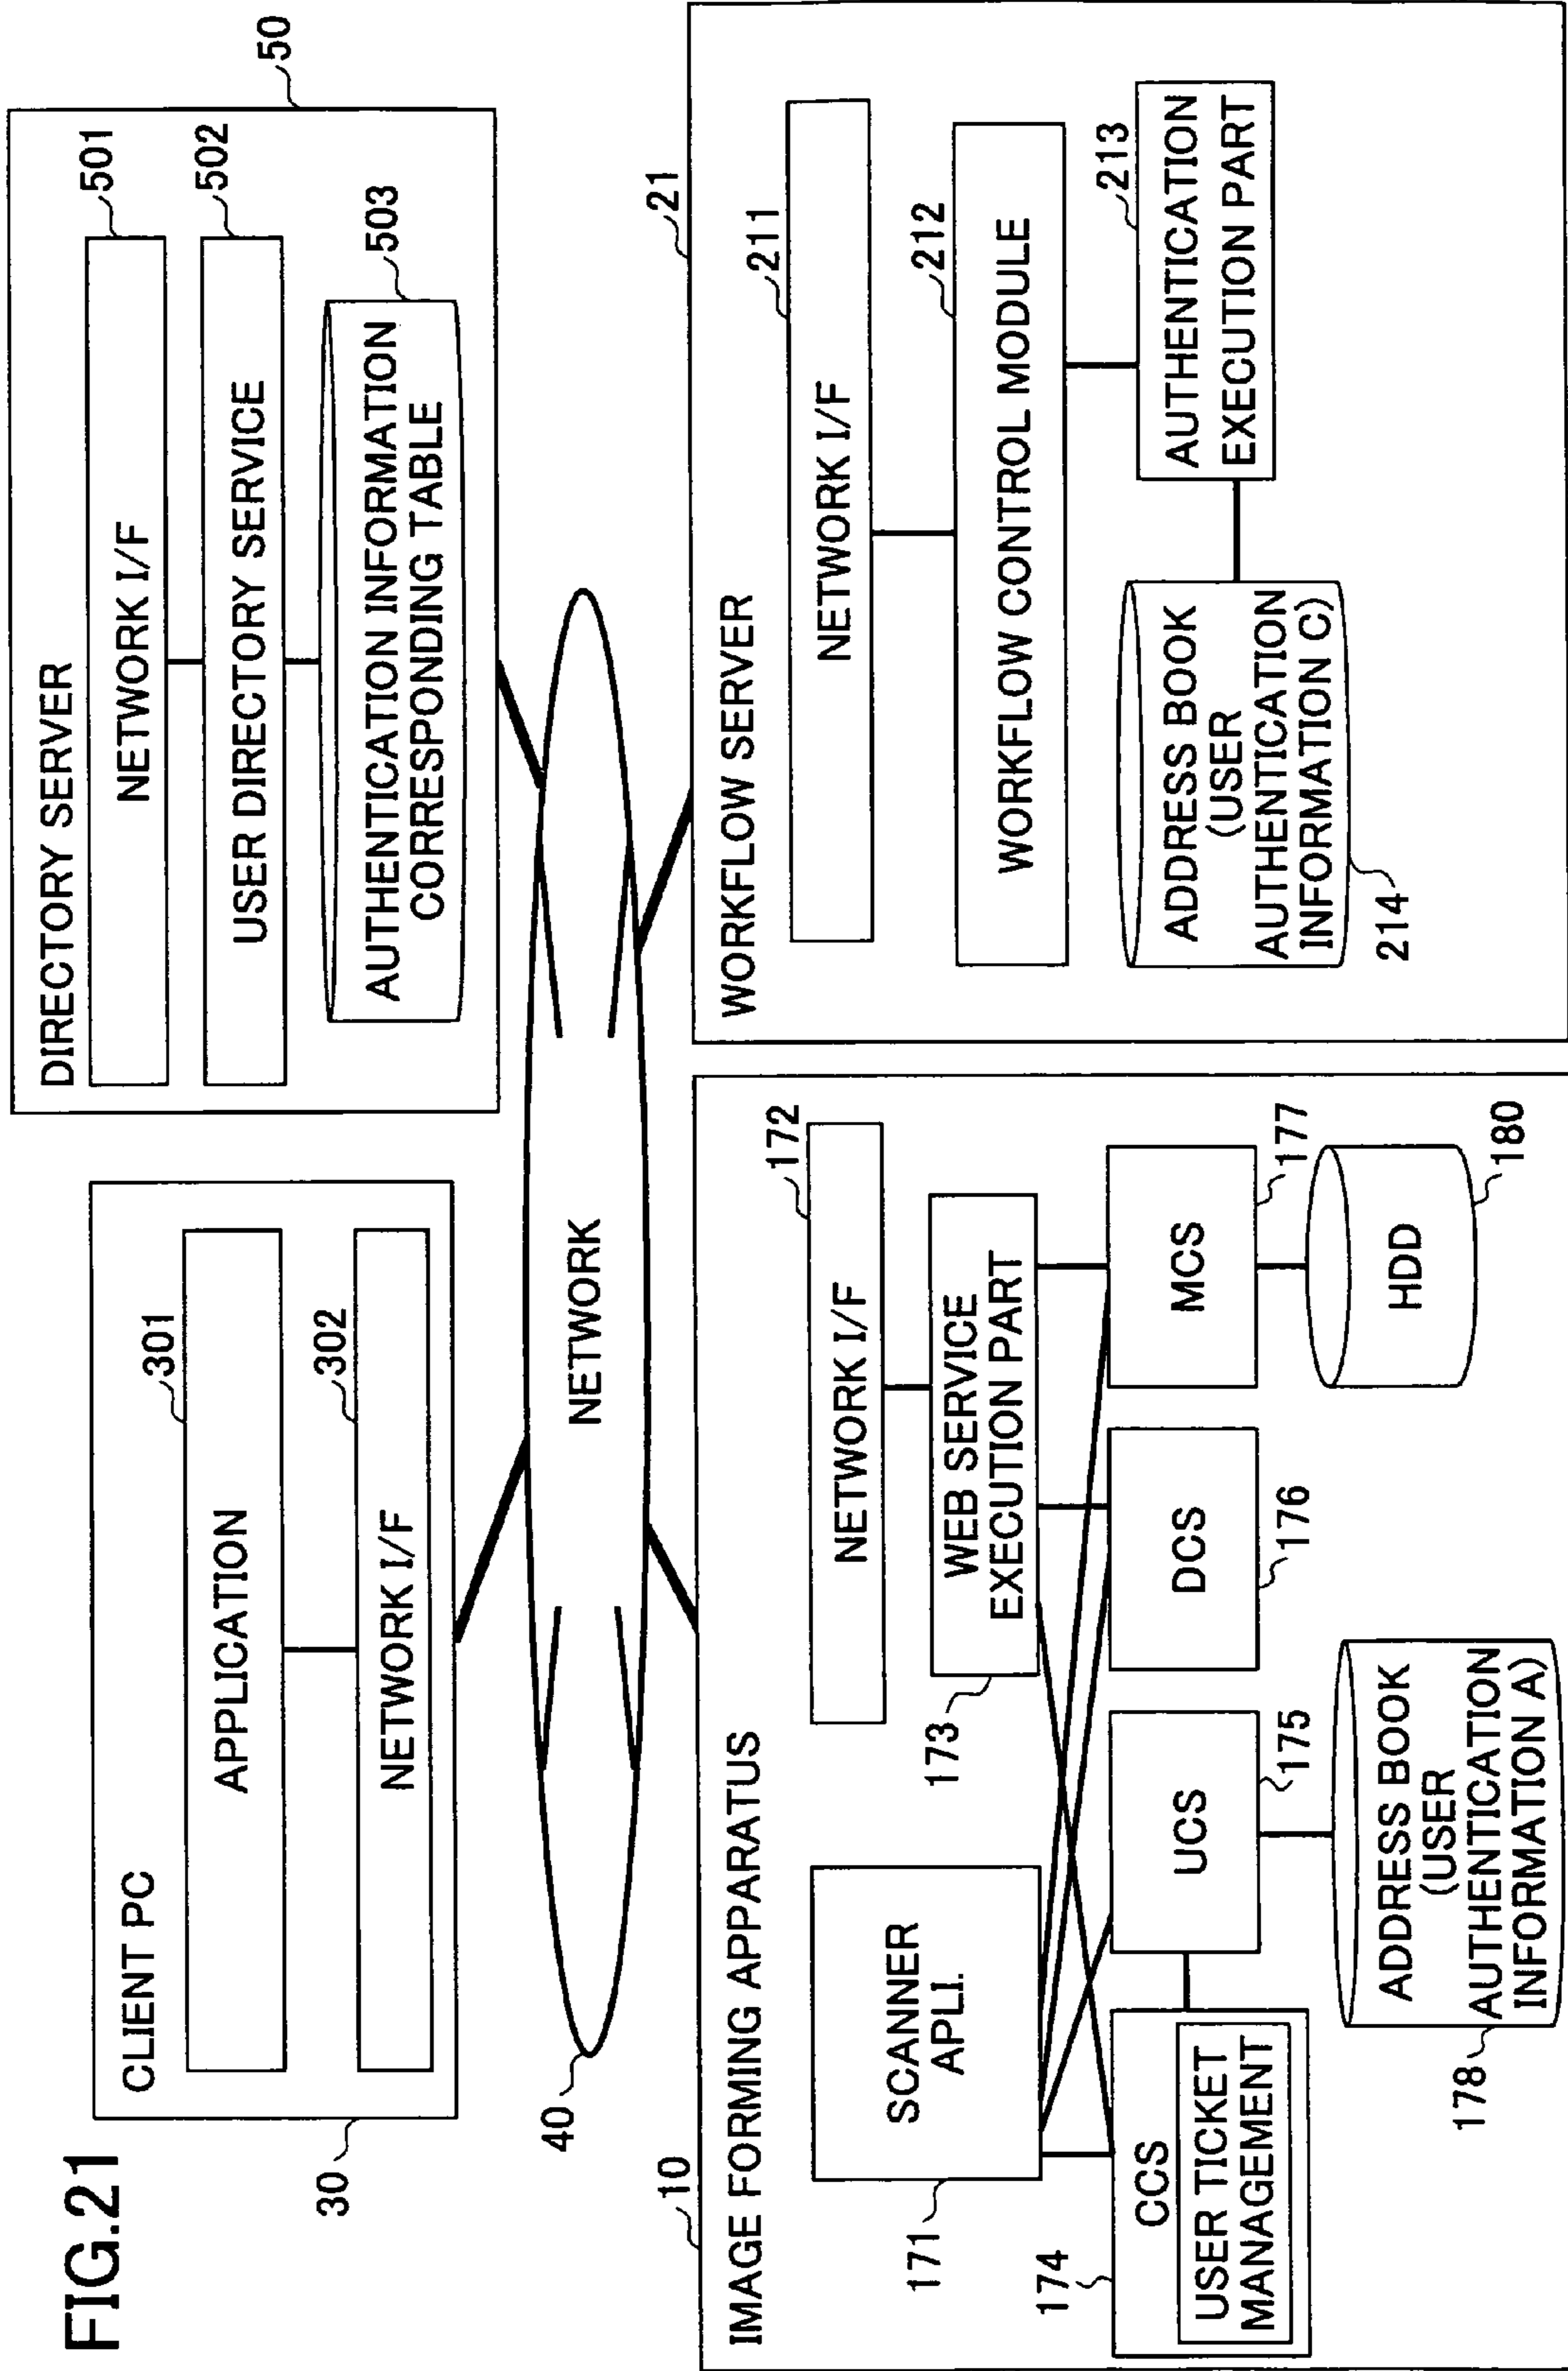 FIG.21
CLIENT PC
30
APPLICATION
301
NETWORK I/F
302
DIRECTORY SERVER
50
NETWORK I/F
501
USER DIRECTORY SERVICE
502
AUTHENTICATION INFORMATION
CORRESPONDING TABLE
503
40
NETWORK
10
IMAGE FORMING APPARATUS
SCANNER
APLI.
171
NETWORK I/F
172
WEB SERVICE
EXECUTION PART
173
174
CCS
USER TICKET
MANAGEMENT
UCS
175
DCS
176
MCS
177
178
ADDRESS BOOK
(USER
AUTHENTICATION
INFORMATION A)
HDD
180
WORKFLOW SERVER
21
NETWORK I/F
211
WORKFLOW CONTROL MODULE
212
ADDRESS BOOK
(USER
AUTHENTICATION
INFORMATION C)
214
AUTHENTICATION
EXECUTION PART
213